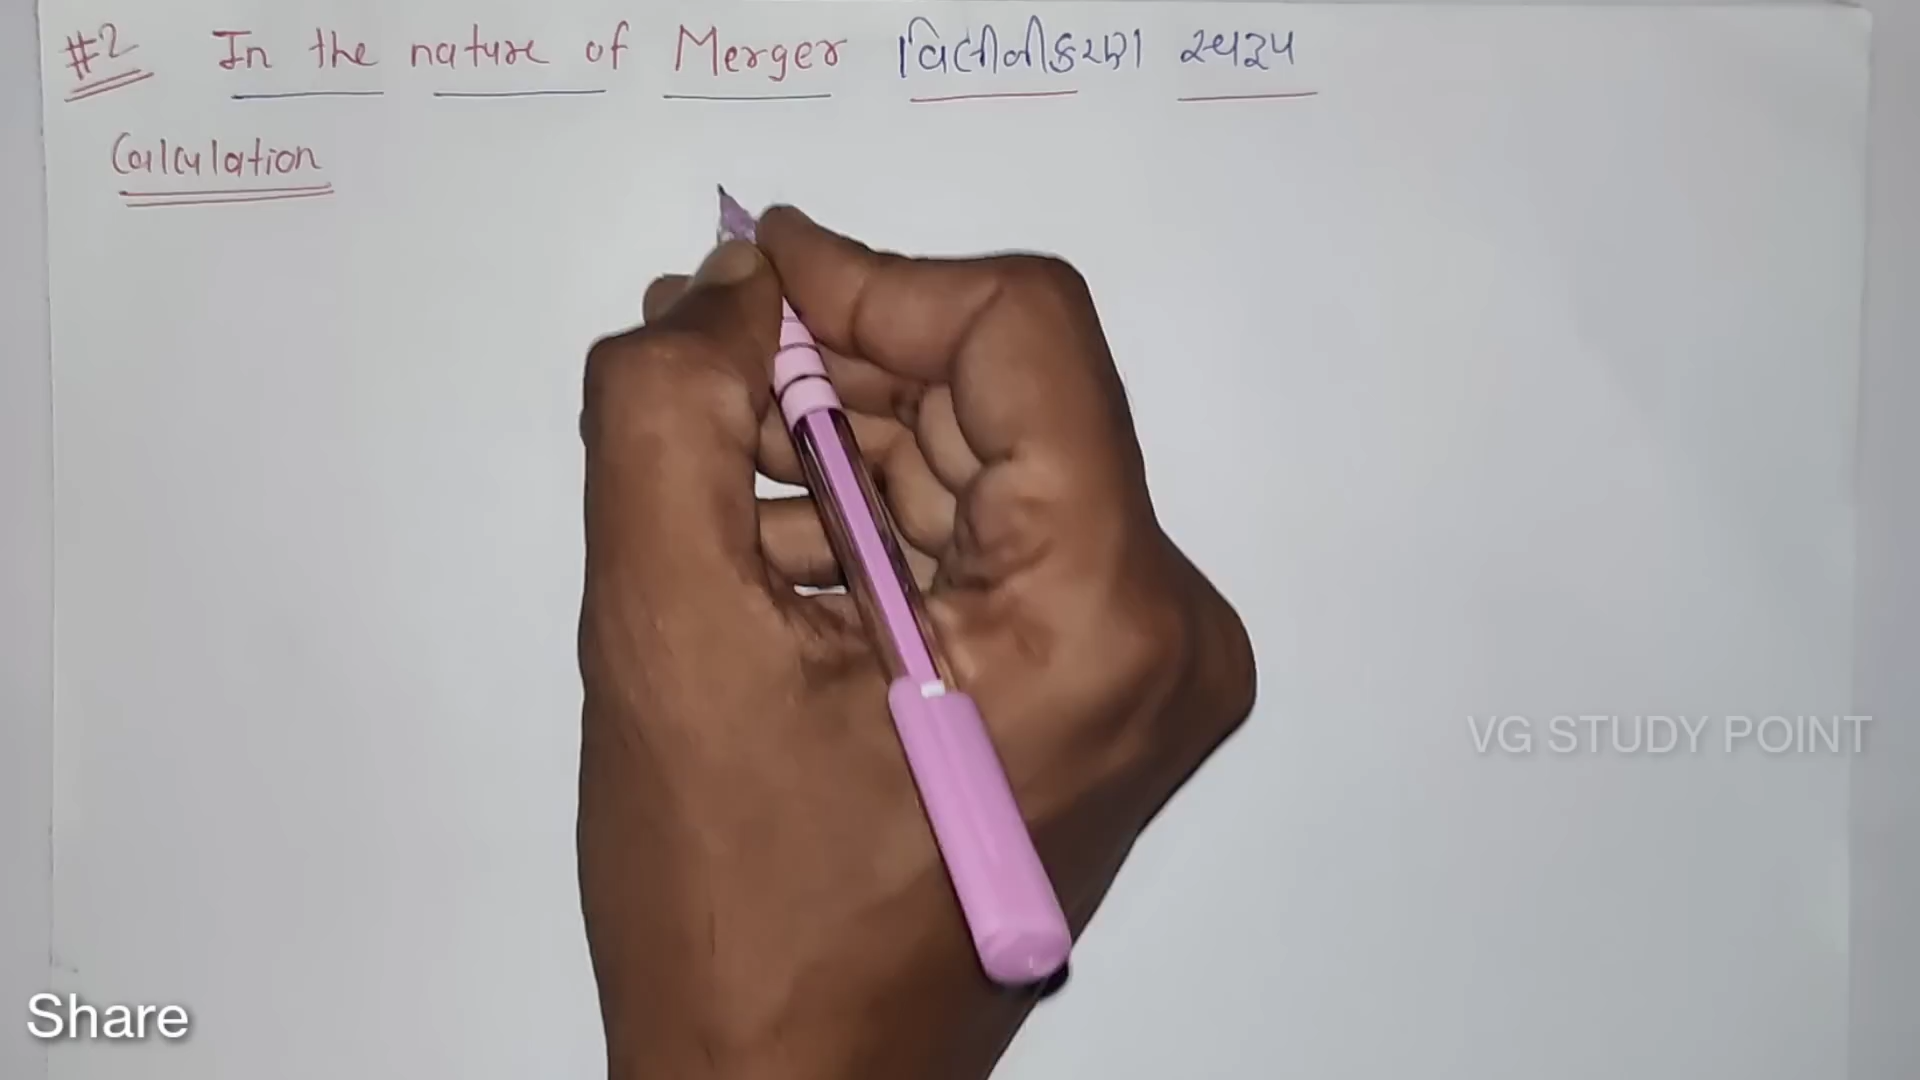 #2 In the nature of Merger વિલીનીકરણ સ્વરૂપ
Calculation
VG STUDY POINT
Share